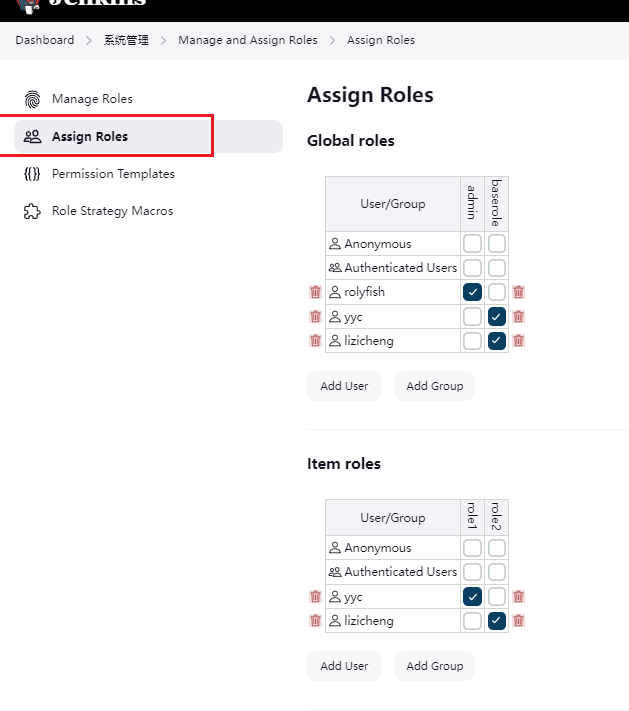 Jenkins
Dashboard > 系统管理 > Manage and Assign Roles > Assign Roles
Manage Roles
Assign Roles
Permission Templates
Role Strategy Macros
Assign Roles
Global roles
User/Group admin baserole
Anonymous
Authenticated Users
rolyfish
yyc
lizicheng
Add User Add Group
Item roles
User/Group role1 role2
Anonymous
Authenticated Users
yyc
lizicheng
Add User Add Group